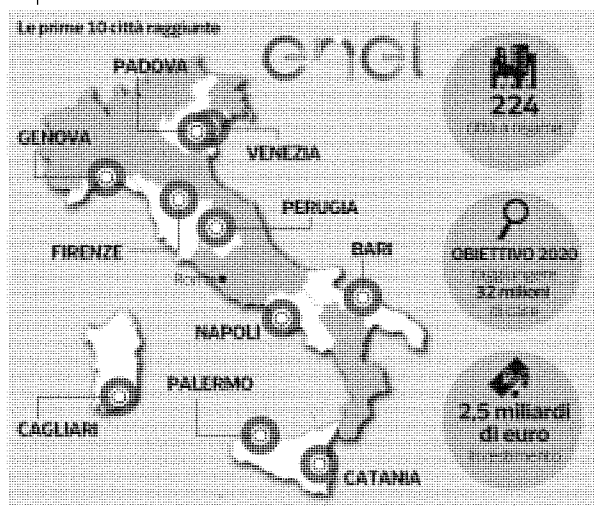 Le prime 10 città raggiunte
enel
PADOVA
GENOVA
VENEZIA
PERUGIA
FIRENZE
BARI
Roma
NAPOLI
PALERMO
CAGLIARI
CATANIA
224
OBIETTIVO 2020
32 milioni
2,5 miliardi
di euro